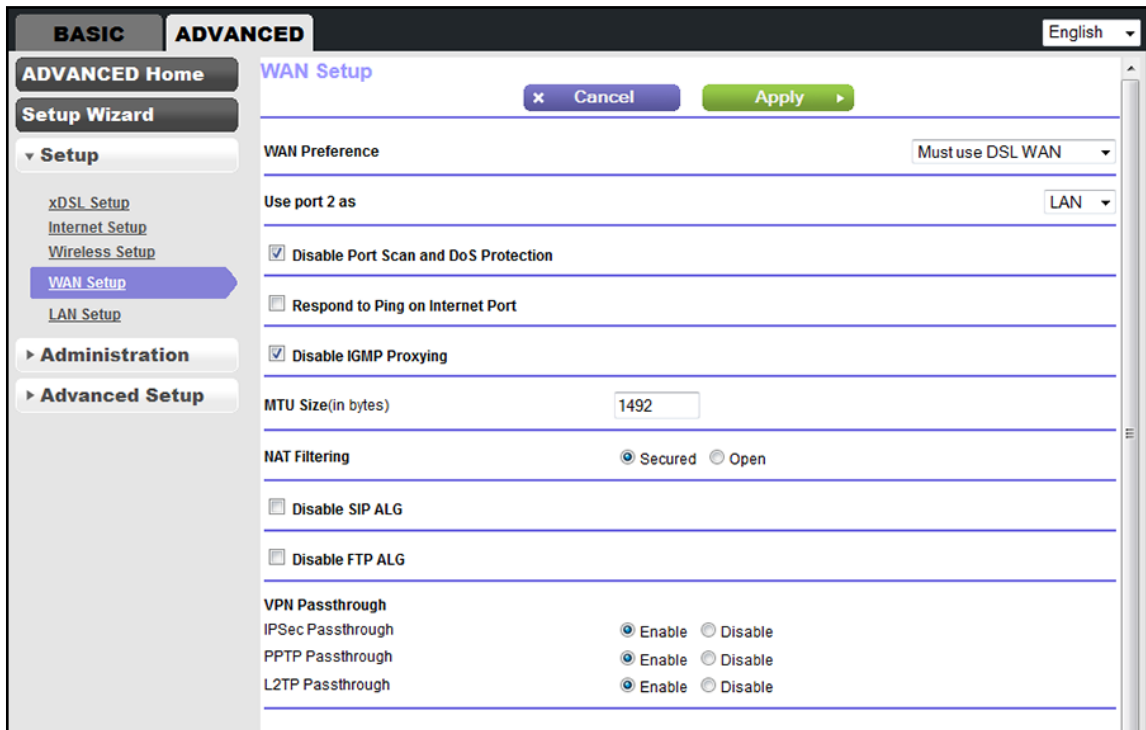 BASIC ADVANCED English
ADVANCED Home
Setup Wizard
Setup
xDSL Setup
Internet Setup
Wireless Setup
WAN Setup
LAN Setup
Administration
Advanced Setup
WAN Setup
Cancel Apply
WAN Preference Must use DSL WAN
Use port 2 as LAN
Disable Port Scan and DoS Protection
Respond to Ping on Internet Port
Disable IGMP Proxying
MTU Size(in bytes) 1492
NAT Filtering Secured Open
Disable SIP ALG
Disable FTP ALG
VPN Passthrough
IPSec Passthrough Enable Disable
PPTP Passthrough Enable Disable
L2TP Passthrough Enable Disable